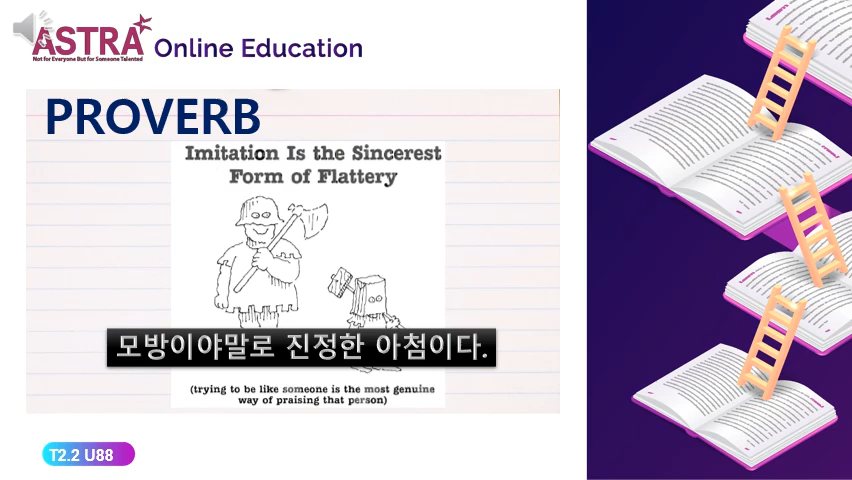 ASTRA
Not for Everyone But for Someone Talented
Online Education
PROVERB
Imitation Is the Sincerest
Form of Flattery
모방이야말로 진정한 아첨이다.
(trying to be like someone is the most genuine
way of praising that person)
T2.2 U88